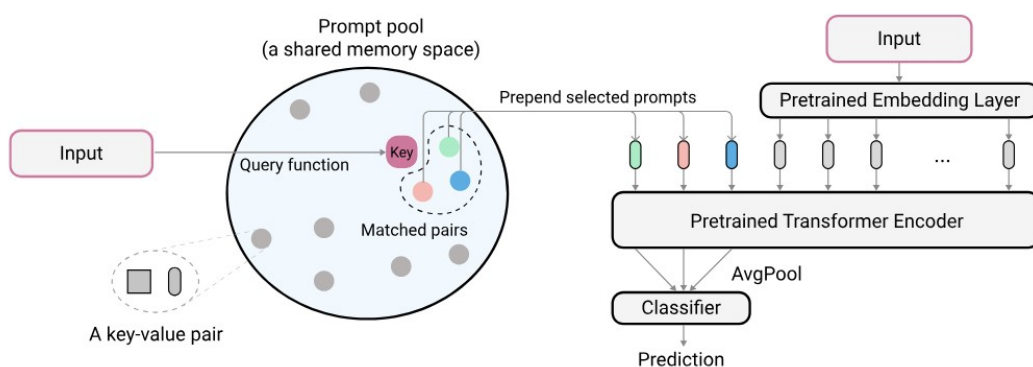 Prompt pool
(a shared memory space)
Input
Query function
Key
Matched pairs
A key-value pair
Prepend selected prompts
Input
Pretrained Embedding Layer
...
Pretrained Transformer Encoder
AvgPool
Classifier
Prediction